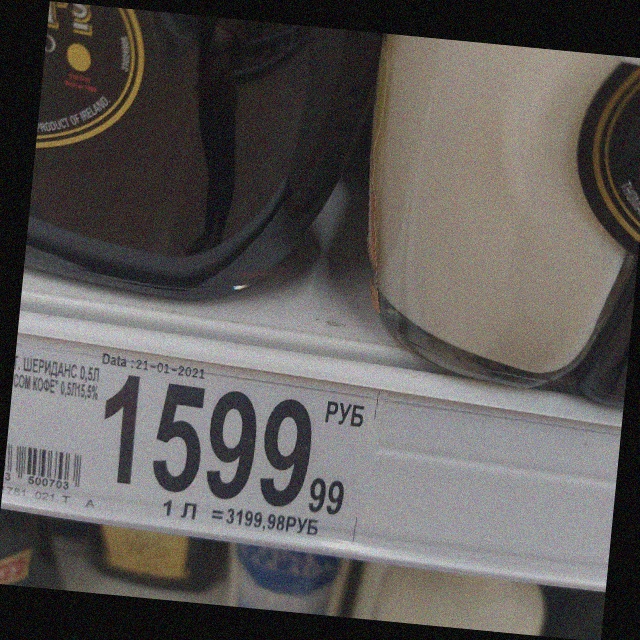 PRODUCT OF IRELAND
Data :21-01-2021
ШЕРИДАНС 0,5Л
КОФЕ" 0,5Л15,5%
1599 99
РУБ
500703
1 Л =3199,98РУБ